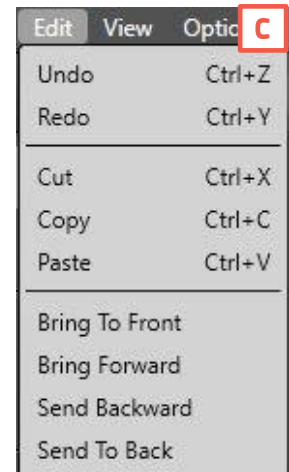 Edit View Optio C
Undo Ctrl+Z
Redo Ctrl+Y
Cut Ctrl+X
Copy Ctrl+C
Paste Ctrl+V
Bring To Front
Bring Forward
Send Backward
Send To Back